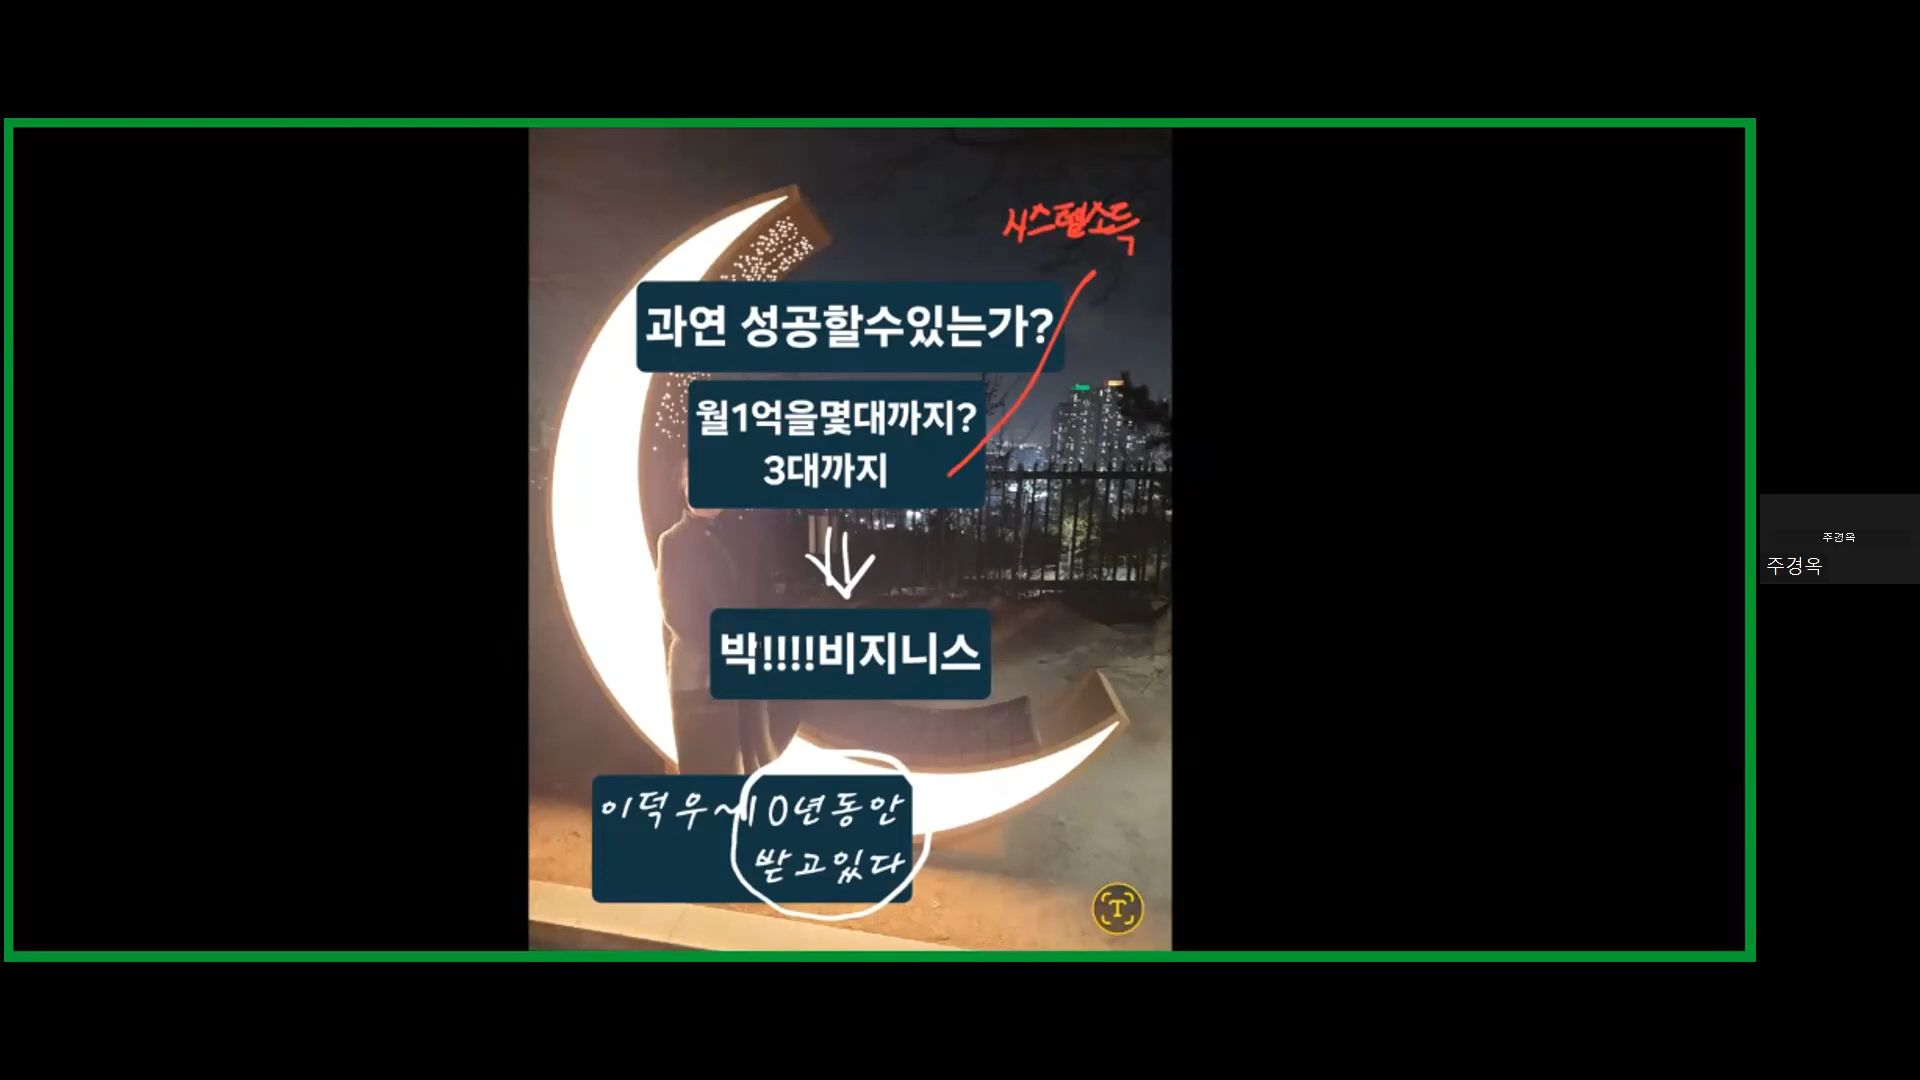 시스템소득
과연 성공할수있는가?
월1억을몇대까지?
3대까지
박!!!!비지니스
이덕우~10년동안
받고있다
주경옥
주경옥